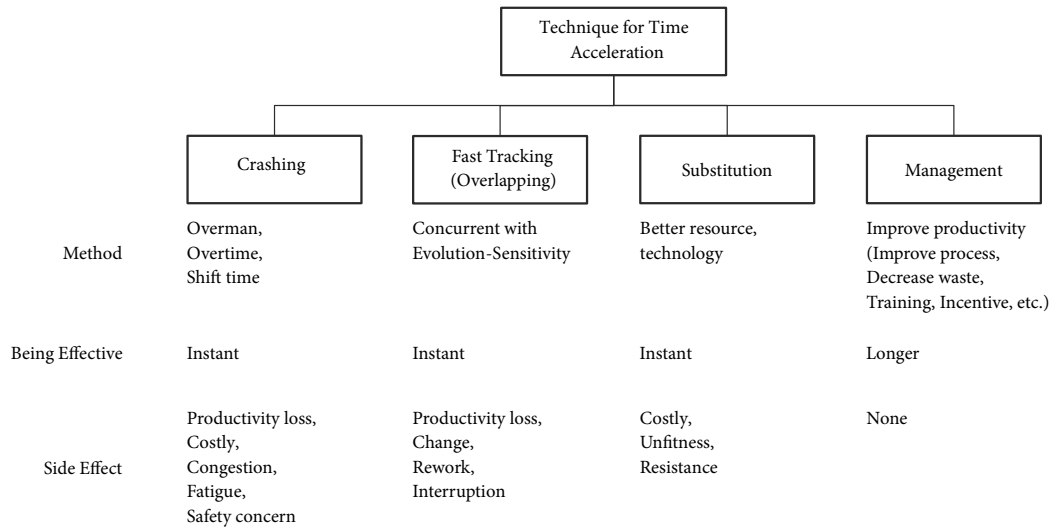 Technique for Time
Acceleration
Crashing
Fast Tracking
(Overlapping)
Substitution
Management
Method
Overman,
Overtime,
Shift time
Concurrent with
Evolution-Sensitivity
Better resource,
technology
Improve productivity
(Improve process,
Decrease waste,
Training, Incentive, etc.)
Being Effective
Instant
Instant
Instant
Longer
Side Effect
Productivity loss,
Costly,
Congestion,
Fatigue,
Safety concern
Productivity loss,
Change,
Rework,
Interruption
Costly,
Unfitness,
Resistance
None